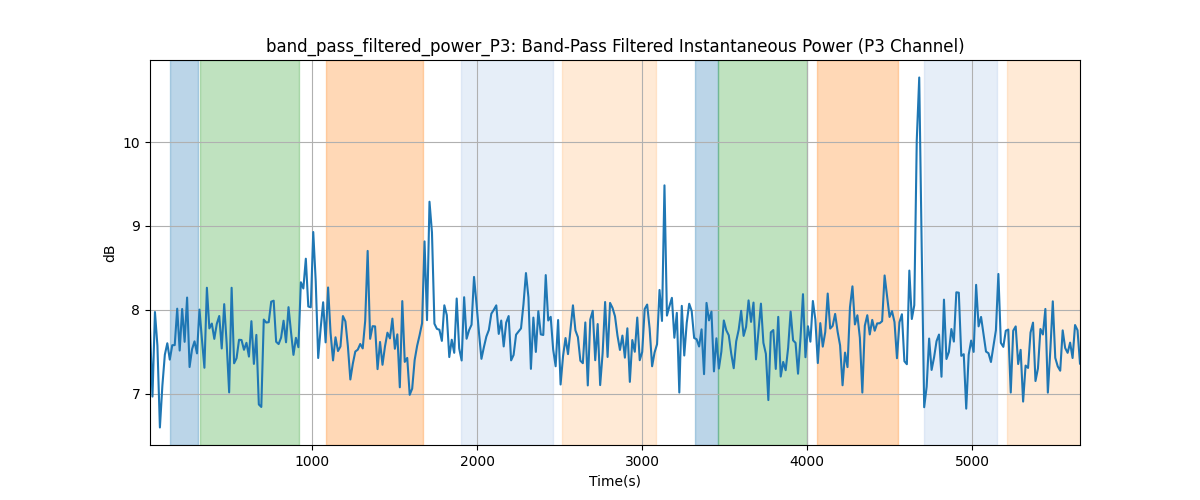 band_pass_filtered_power_P3: Band-Pass Filtered Instantaneous Power (P3 Channel)
10
9
8
7
dB
1000 2000 3000 4000 5000
Time(s)